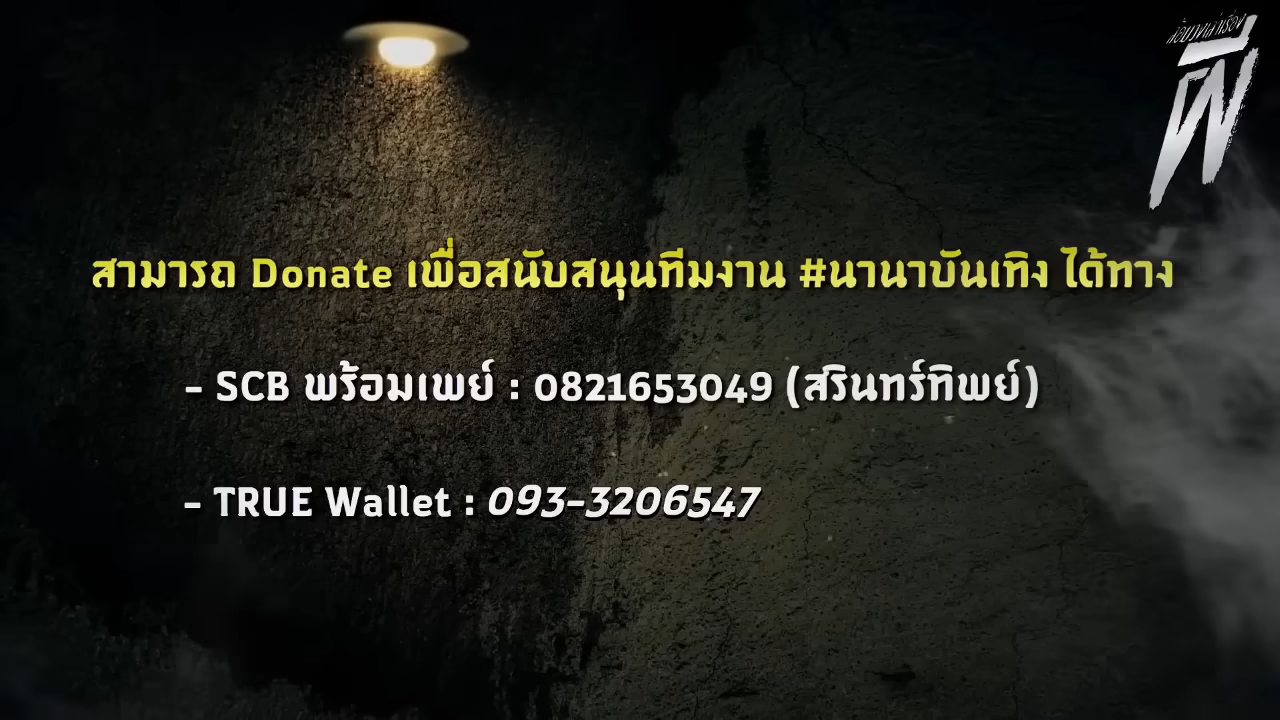 ผี
สามารถ Donate เพื่อสนับสนุนทีมงาน #นานาบันเทิง ได้ทาง
- SCB พร้อมเพย์ : 0821653049 (สรินทร์ทิพย์)
- TRUE Wallet : 093-3206547